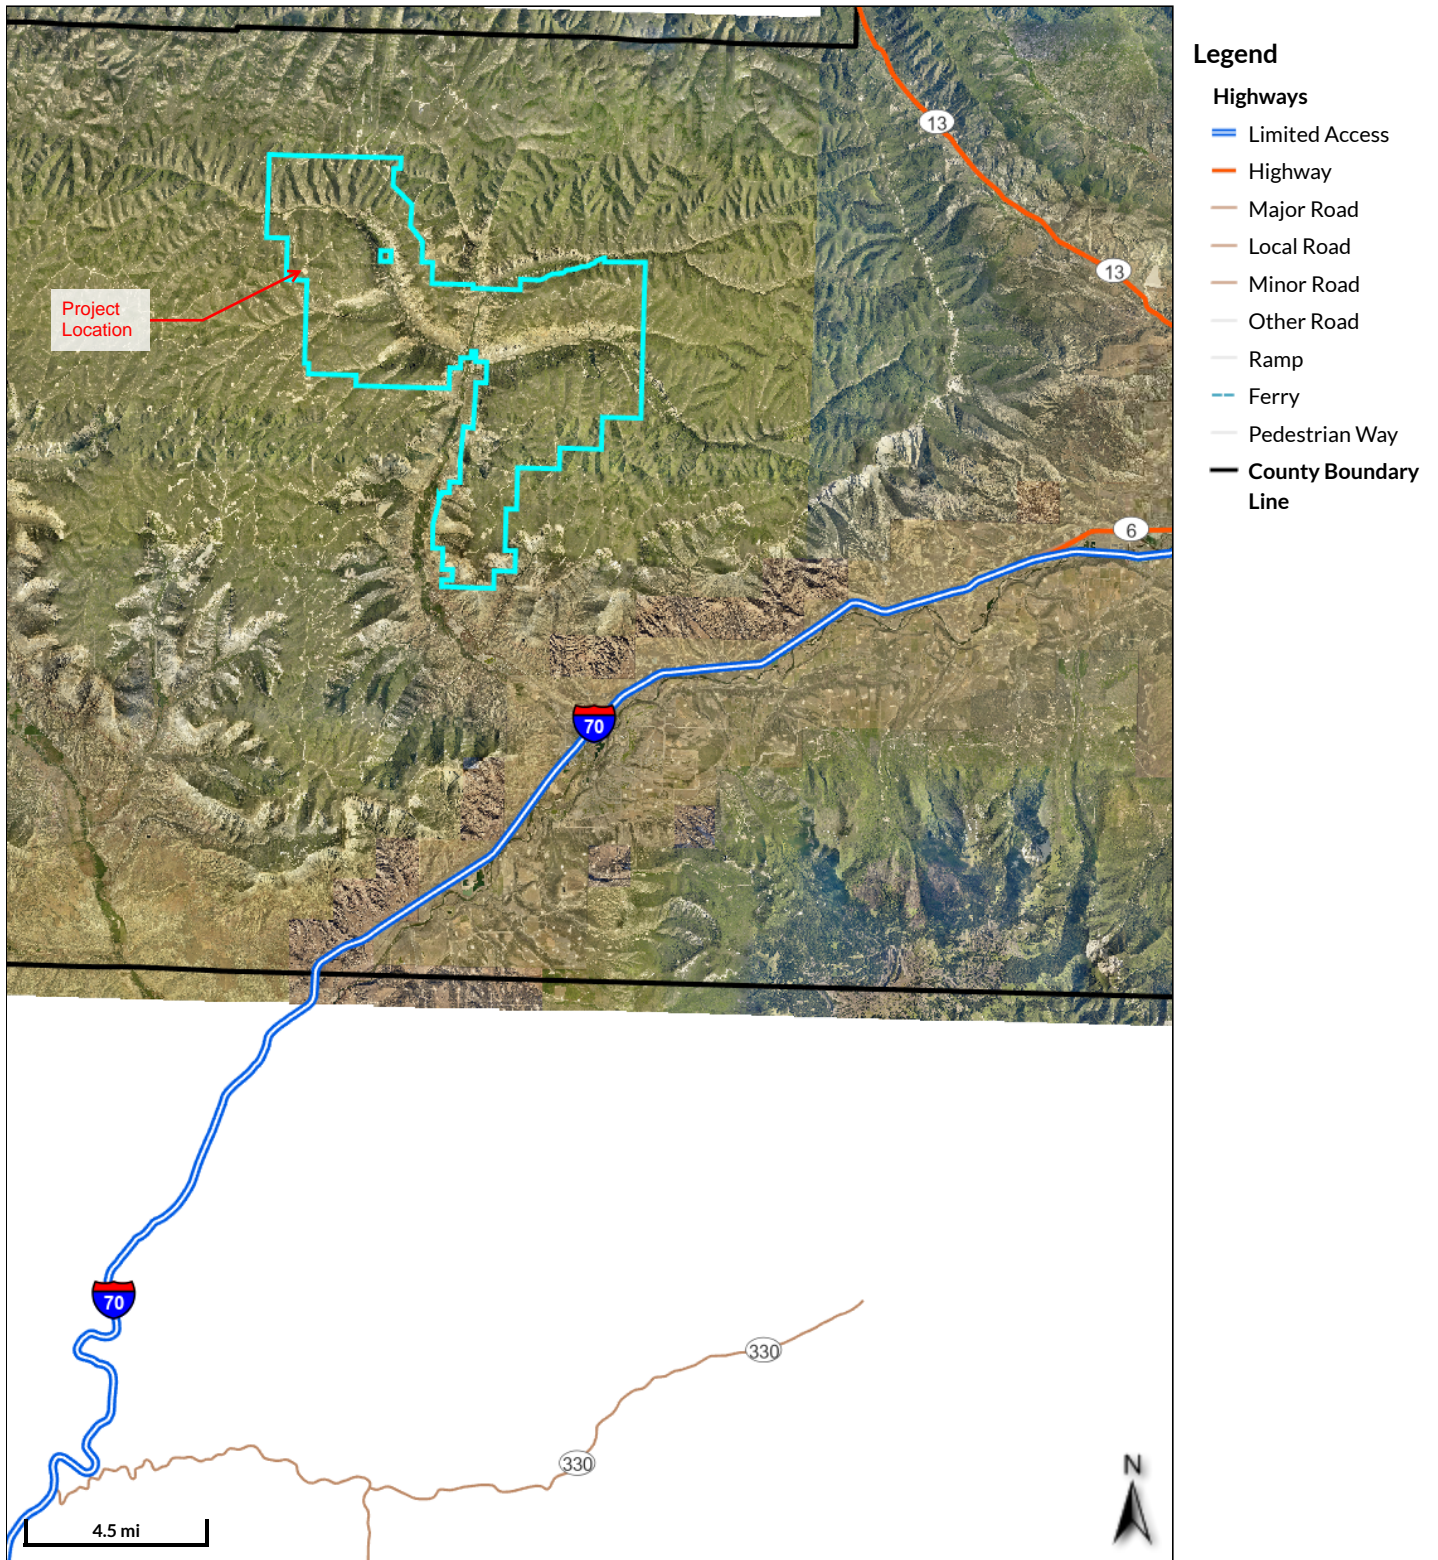 Legend
Highways
Limited Access
Highway
Major Road
Local Road
Minor Road
Other Road
Ramp
Ferry
Pedestrian Way
County Boundary
Line
13
13
Project
Location
6
70
70
330
330
N
4.5 mi